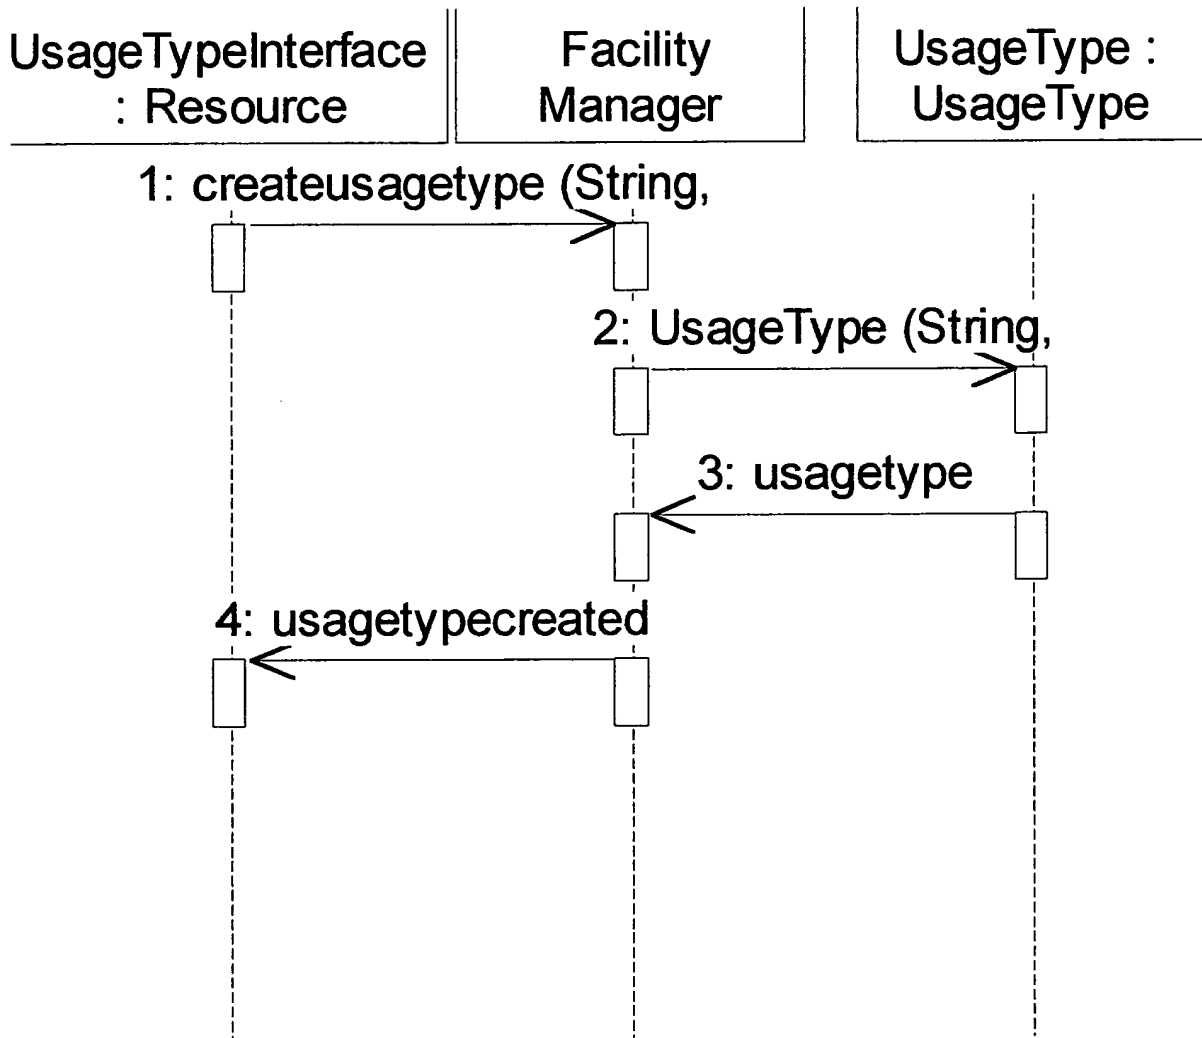 UsageTypeInterface
: Resource
Facility
Manager
UsageType :
UsageType
1: createusagetype (String,
2: UsageType (String,
3: usagetype
4: usagetypecreated